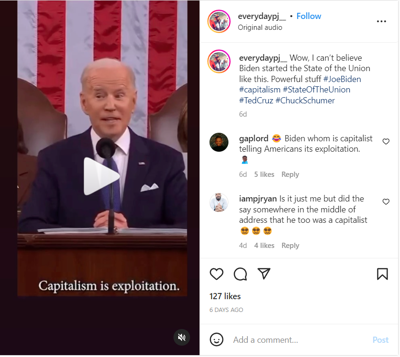 everydaypj__ • Follow
Original audio
everydaypj__ Wow, I can't believe
Biden started the State of the Union
like this. Powerful stuff #JoeBiden
#capitalism #StateOfTheUnion
#TedCruz #ChuckSchumer
6d
gaplord 😂 Biden whom is capitalist
telling Americans its exploitation.
6d 5 likes Reply
iampjryan Is it just me but did the
say somewhere in the middle of
address that he too was a capitalist
4d 4 likes Reply
Capitalism is exploitation.
127 likes
6 DAYS AGO
Add a comment...
Post